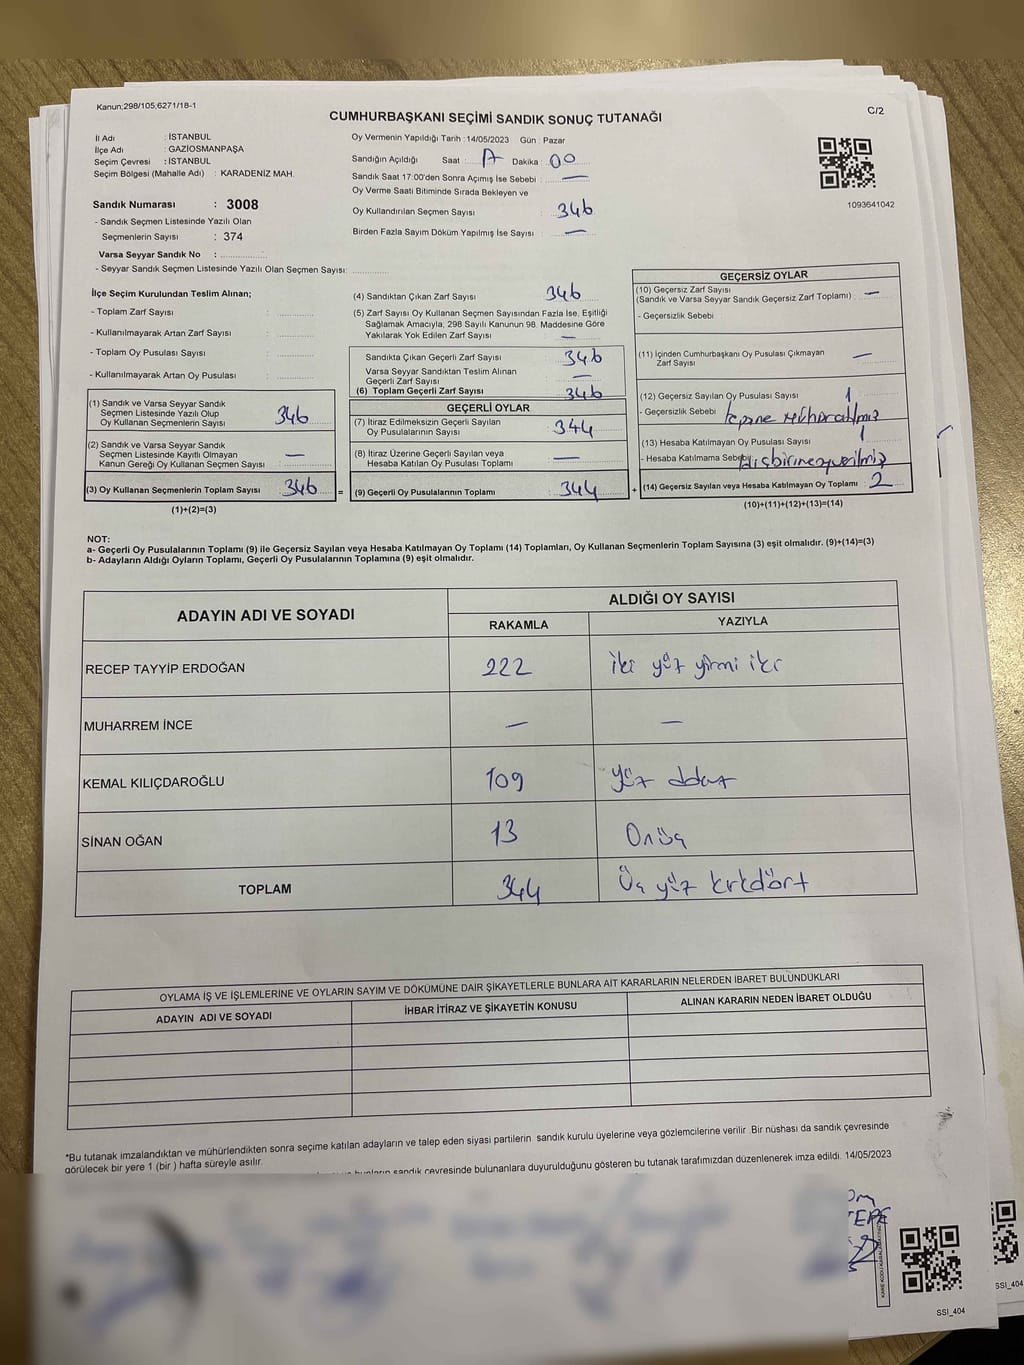 Kanun;298/105;6271/18-1
C/2
CUMHURBAŞKANI SEÇİMİ SANDIK SONUÇ TUTANAĞI
İl Adı : İSTANBUL
İlçe Adı : GAZİOSMANPAŞA
Seçim Çevresi : İSTANBUL
Seçim Bölgesi (Mahalle Adı) : KARADENİZ MAH.
Sandık Numarası : 3008
- Sandık Seçmen Listesinde Yazılı Olan
Seçmenlerin Sayısı : 374
Varsa Seyyar Sandık No :
- Seyyar Sandık Seçmen Listesinde Yazılı Olan Seçmen Sayısı:
Oy Vermenin Yapıldığı Tarih : 14/05/2023 Gün : Pazar
Sandığın Açıldığı Saat : Dakika : 00
Sandık Saat 17:00'den Sonra Açımış İse Sebebi : —
Oy Verme Saati Bitiminde Sırada Bekleyen ve
Oy Kullandırılan Seçmen Sayısı : 346
Birden Fazla Sayım Döküm Yapılmış İse Sayısı : —
1093641042
İlçe Seçim Kurulundan Teslim Alınan;
- Toplam Zarf Sayısı :
- Kullanılmayarak Artan Zarf Sayısı :
- Toplam Oy Pusulası Sayısı :
- Kullanılmayarak Artan Oy Pusulası :
(1) Sandık ve Varsa Seyyar Sandık
Seçmen Listesinde Yazılı Olup
Oy Kullanan Seçmenlerin Sayısı : 346
(2) Sandık ve Varsa Seyyar Sandık
Seçmen Listesinde Kayıtlı Olmayan
Kanun Gereği Oy Kullanan Seçmen Sayısı : —
(3) Oy Kullanan Seçmenlerin Toplam Sayısı : 346
(1)+(2)=(3)
(4) Sandıktan Çıkan Zarf Sayısı : 346
(5) Zarf Sayısı Oy Kullanan Seçmen Sayısından Fazla İse, Eşitliği
Sağlamak Amacıyla, 298 Sayılı Kanunun 98. Maddesine Göre
Yakılarak Yok Edilen Zarf Sayısı : —
Sandıkta Çıkan Geçerli Zarf Sayısı : 346
Varsa Seyyar Sandıktan Teslim Alınan
Geçerli Zarf Sayısı : —
(6) Toplam Geçerli Zarf Sayısı : 346
GEÇERLİ OYLAR
(7) İtiraz Edilmeksizin Geçerli Sayılan
Oy Pusulalarının Sayısı : 344
(8) İtiraz Üzerine Geçerli Sayılan veya
Hesaba Katılan Oy Pusulası Toplamı : —
= (9) Geçerli Oy Pusulalarının Toplamı : 344
GEÇERSİZ OYLAR
(10) Geçersiz Zarf Sayısı
(Sandık ve Varsa Seyyar Sandık Geçersiz Zarf Toplamı) : —
- Geçersizlik Sebebi :
(11) İçinden Cumhurbaşkanı Oy Pusulası Çıkmayan
Zarf Sayısı : —
(12) Geçersiz Sayılan Oy Pusulası Sayısı : 1
- Geçersizlik Sebebi :
(13) Hesaba Katılmayan Oy Pusulası Sayısı : 1
- Hesaba Katılmama Sebebi: verilmiş
+ (14) Geçersiz Sayılan veya Hesaba Katılmayan Oy Toplamı : 2
(10)+(11)+(12)+(13)=(14)
NOT:
a- Geçerli Oy Pusulalarının Toplamı (9) ile Geçersiz Sayılan veya Hesaba Katılmayan Oy Toplamı (14) Toplamları, Oy Kullanan Seçmenlerin Toplam Sayısına (3) eşit olmalıdır. (9)+(14)=(3)
b- Adayların Aldığı Oyların Toplamı, Geçerli Oy Pusulalarının Toplamına (9) eşit olmalıdır.
ADAYIN ADI VE SOYADI
ALDIĞI OY SAYISI
RAKAMLA YAZIYLA
RECEP TAYYİP ERDOĞAN 222 iki yüz yirmi iki
MUHARREM İNCE — —
KEMAL KILIÇDAROĞLU 109 yüz dokuz
SİNAN OĞAN 13 Onüç
TOPLAM 344 Üç yüz kırkdört
OYLAMA İŞ VE İŞLEMLERİNE VE OYLARIN SAYIM VE DÖKÜMÜNE DAİR ŞİKAYETLERLE BUNLARA AİT KARARLARIN NELERDEN İBARET BULUNDUKLARI
ADAYIN ADI VE SOYADI İHBAR İTİRAZ VE ŞİKAYETİN KONUSU ALINAN KARARIN NEDEN İBARET OLDUĞU
*Bu tutanak imzalandıktan ve mühürlendikten sonra seçime katılan adayların ve talep eden siyasi partilerin sandık kurulu üyelerine veya gözlemcilerine verilir .Bir nüshası da sandık çevresinde
görülecek bir yere 1 (bir ) hafta süreyle asılır.
bunların sandık çevresinde bulunanlara duyurulduğunu gösteren bu tutanak tarafımızdan düzenlenerek imza edildi. 14/05/2023
TEPE
SSI_404
SSI_404